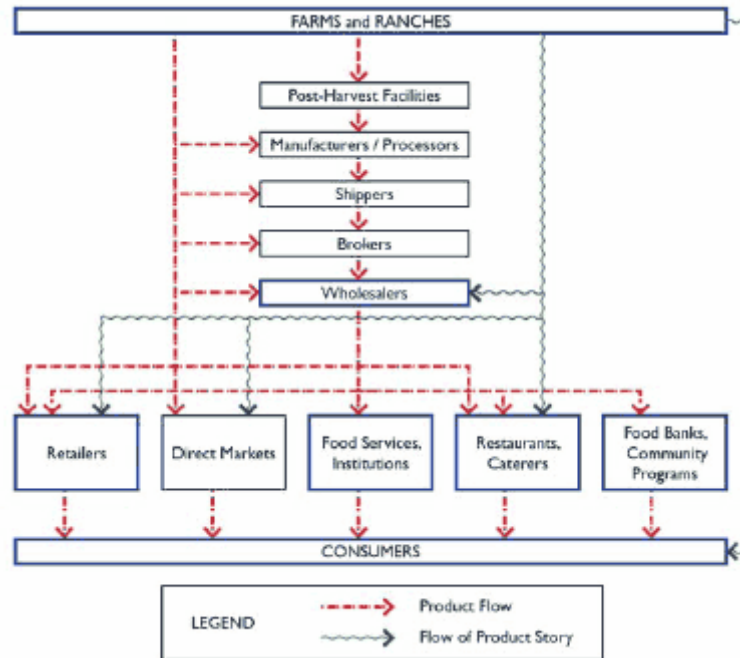 FARMS and RANCHES
Post-Harvest Facilities
Manufacturers / Processors
Shippers
Brokers
Wholesalers
Retailers
Direct Markets
Food Services,
Institutions
Restaurants,
Caterers
Food Banks,
Community
Programs
CONSUMERS
LEGEND
Product Flow
Flow of Product Story